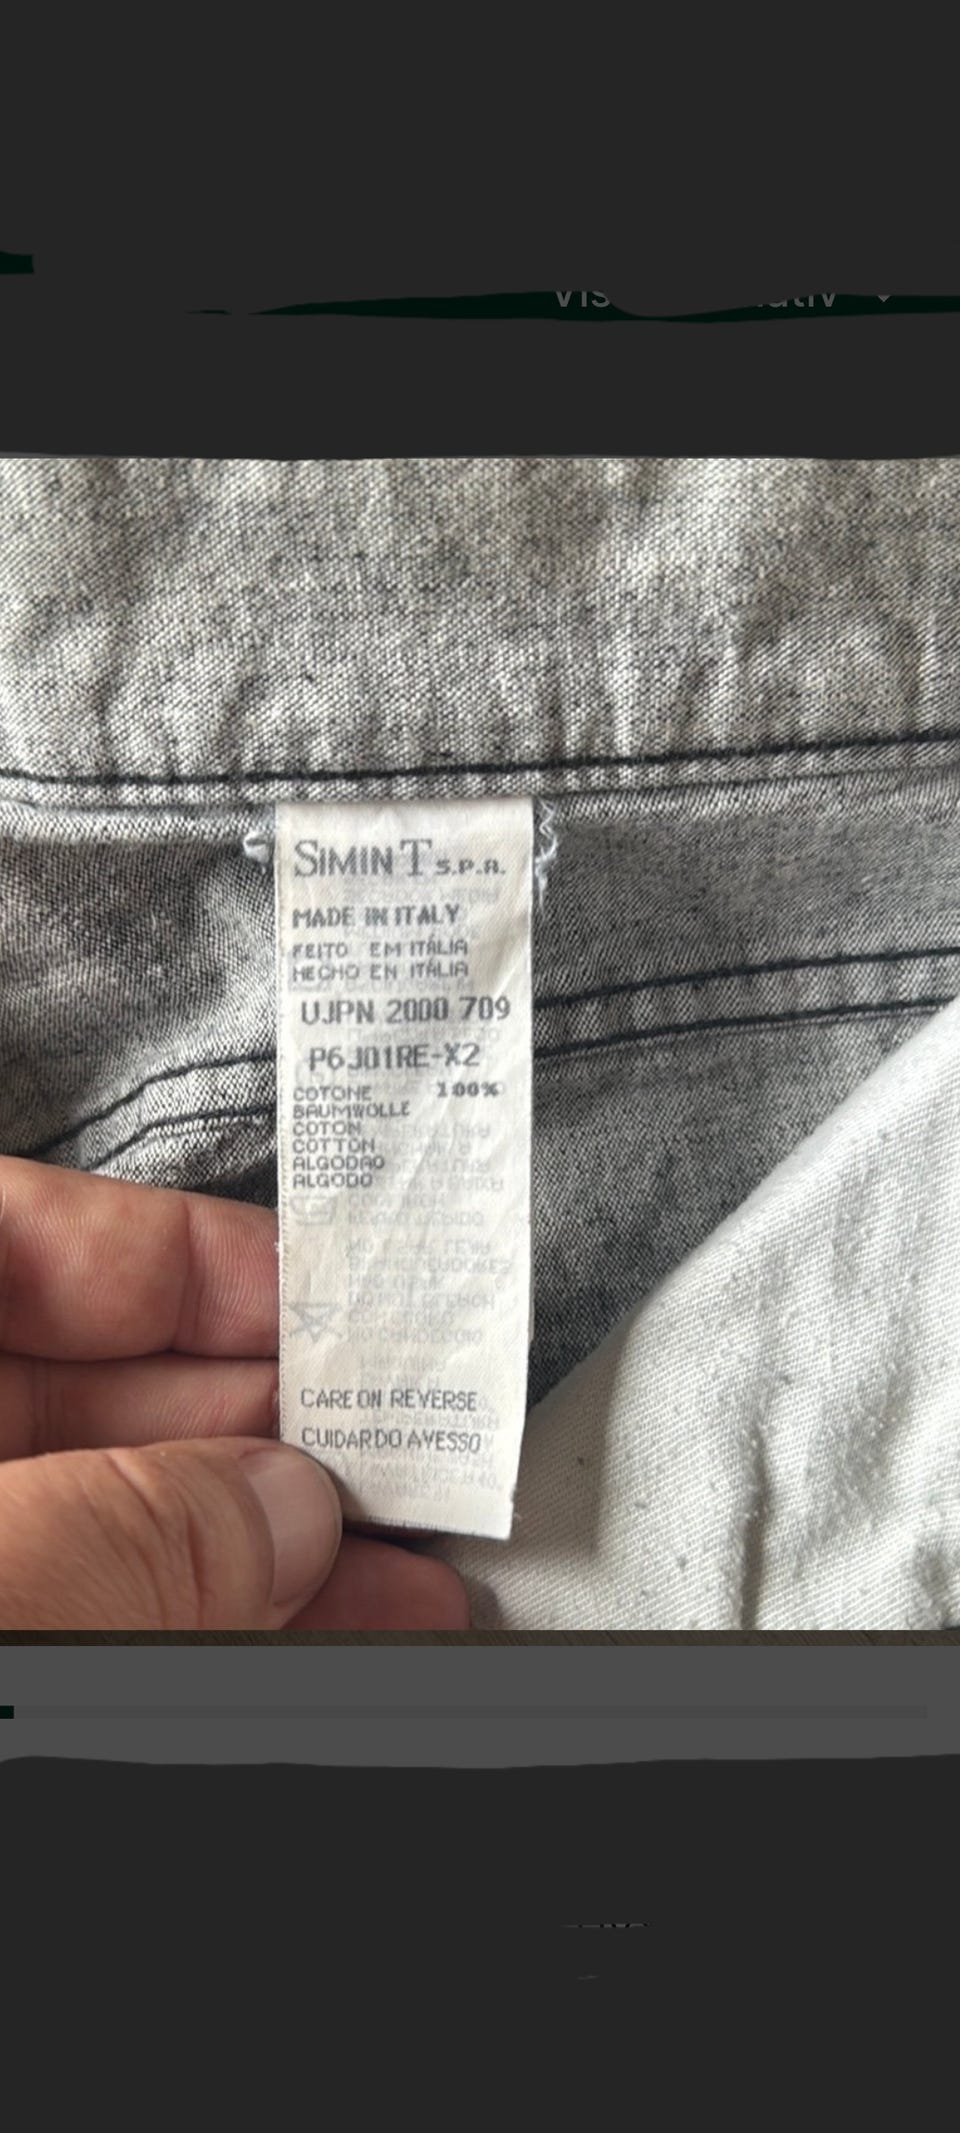 SIMINT S.P.A.
MADE IN ITALY
FEITO EM ITÁLIA
HECHO EN ITÁLIA
UJPN 2000 709
P6J01RE-X2
COTONE 100%
BAUMWOLLE
COTON
COTTON
ALGODAO
ALGODO
CARE ON REVERSE
CUIDAR DO AVESSO